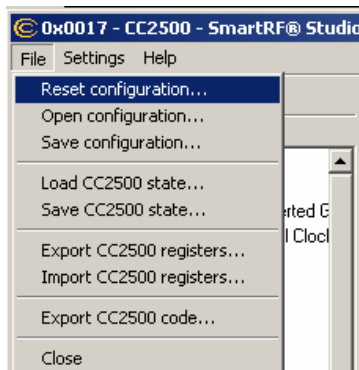 0x0017 - CC2500 - SmartRF® Studio
File Settings Help
Reset configuration...
Open configuration...
Save configuration...
Load CC2500 state...
Save CC2500 state...
Export CC2500 registers...
Import CC2500 registers...
Export CC2500 code...
Close